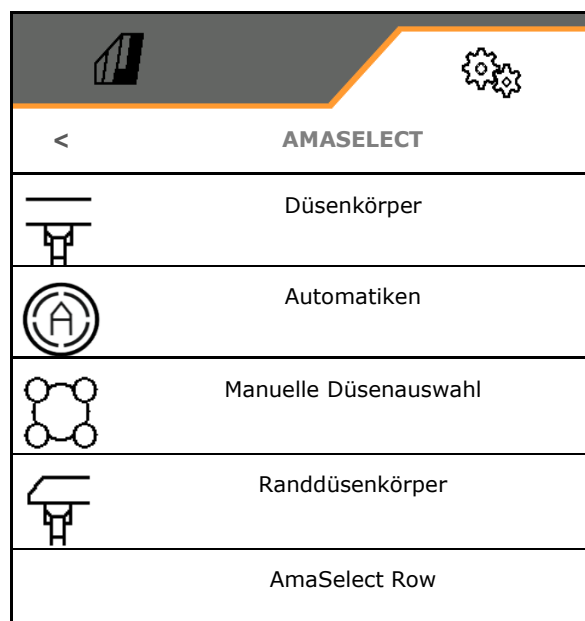 < AMASELECT
Düsenkörper
Automatiken
Manuelle Düsenauswahl
Randdüsenkörper
AmaSelect Row